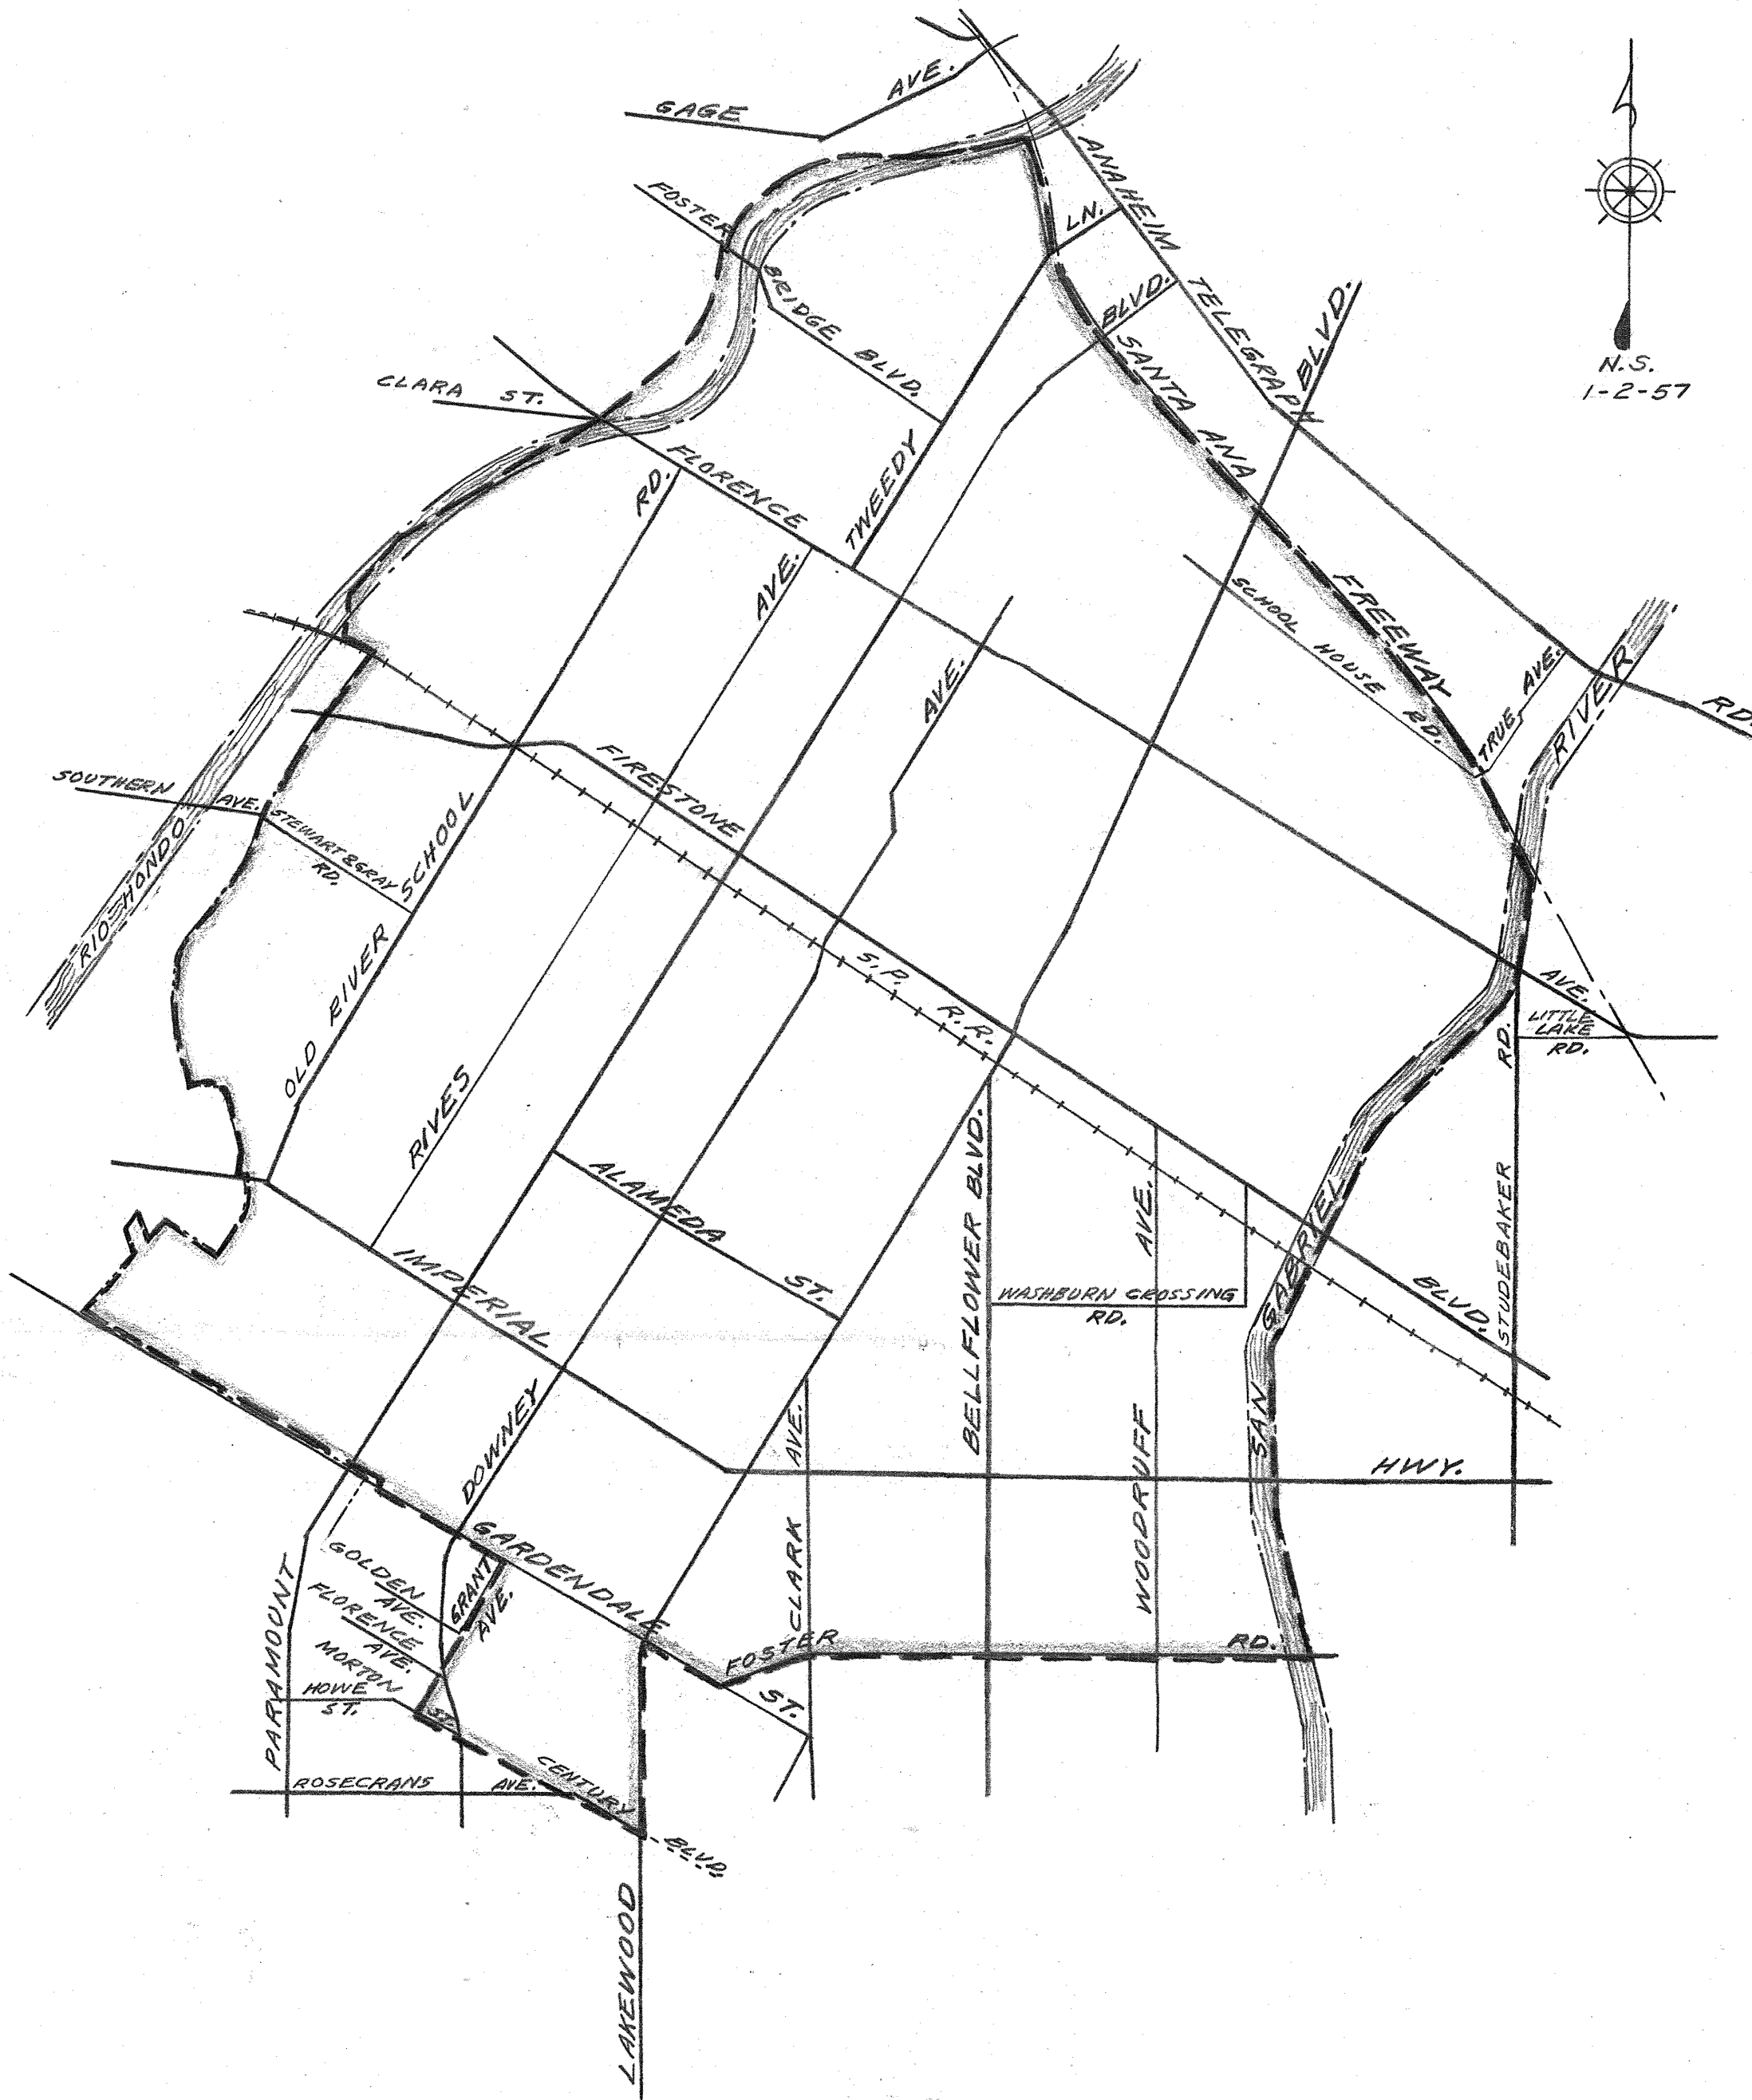 GAGE AVE.
N.S.
1-2-57
FOSTER
BRIDGE BLVD.
LN.
ANAHEIM TELEGRAPH
RD.
BLVD.
BLVD.
CLARA ST.
FLORENCE
AVE.
RD.
TWEEDY
AVE.
AVE.
SANTA ANA FREEWAY
SCHOOL HOUSE RD.
TRUE AVE.
RIVER
SOUTHERN AVE.
STEWART & GRAY
RD.
RIO HONDO
OLD RIVER SCHOOL
FIRESTONE
S.P. R.R.
BLVD.
LITTLE
LAKE
RD.
RD.
STUDEBAKER
RIVES
ALAMEDA ST.
IMPERIAL
HWY.
BELLFLOWER BLVD.
WOODRUFF AVE.
WASHBURN CROSSING
RD.
SAN GABRIEL
DOWNEY
CLARK AVE.
GARDENDALE
ST.
FOSTER RD.
PARAMOUNT
GOLDEN
AVE.
GRANT
AVE.
FLORENCE
AVE.
MORTON
ST.
HOWE
ST.
ROSECRANS AVE.
CENTURY
BLVD.
LAKEWOOD